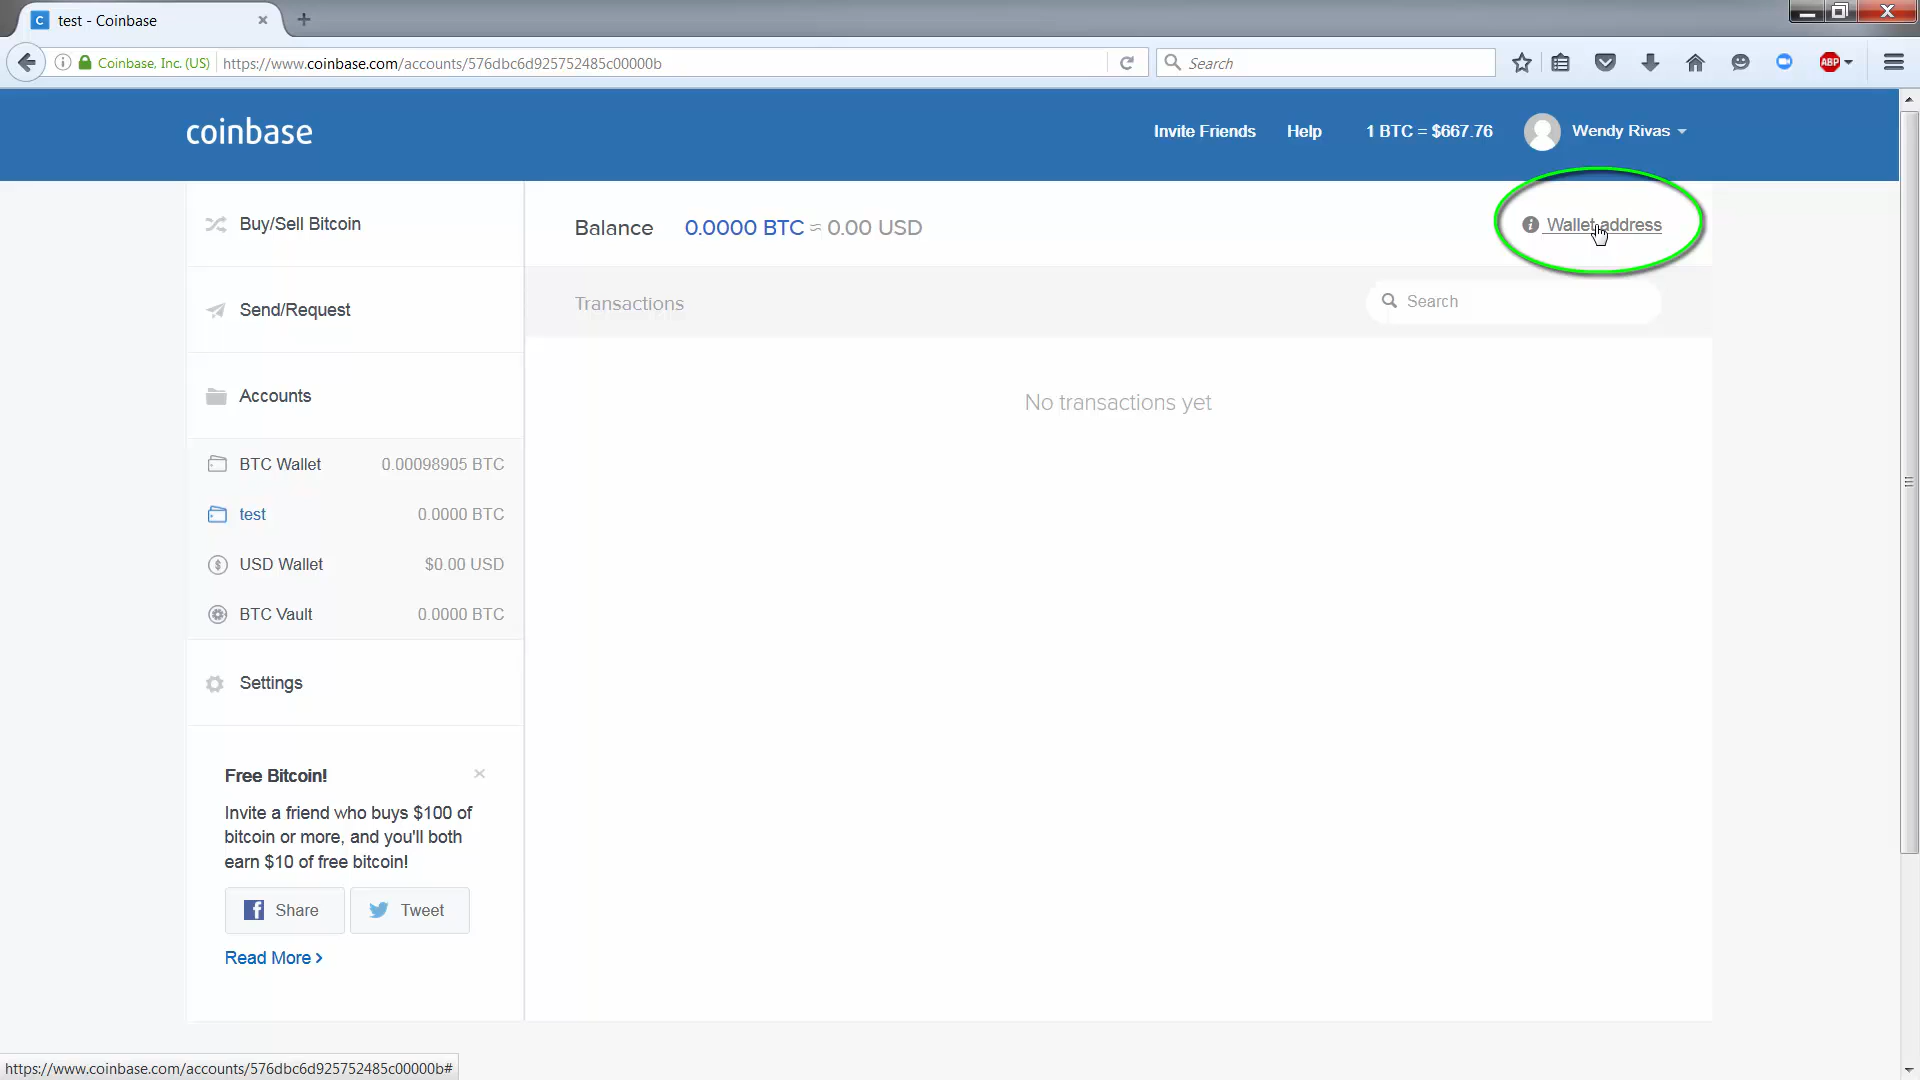 test - Coinbase
Coinbase, Inc. (US) https://www.coinbase.com/accounts/576dbc6d925752485c00000b Search ABP
coinbase Invite Friends Help 1 BTC = $667.76 Wendy Rivas
Buy/Sell Bitcoin
Send/Request
Accounts
BTC Wallet 0.00098905 BTC
test 0.0000 BTC
USD Wallet $0.00 USD
BTC Vault 0.0000 BTC
Settings
Free Bitcoin!
Invite a friend who buys $100 of
bitcoin or more, and you'll both
earn $10 of free bitcoin!
Share Tweet
Read More >
Balance 0.0000 BTC ≈ 0.00 USD Wallet address
Transactions Search
No transactions yet
https://www.coinbase.com/accounts/576dbc6d925752485c00000b#